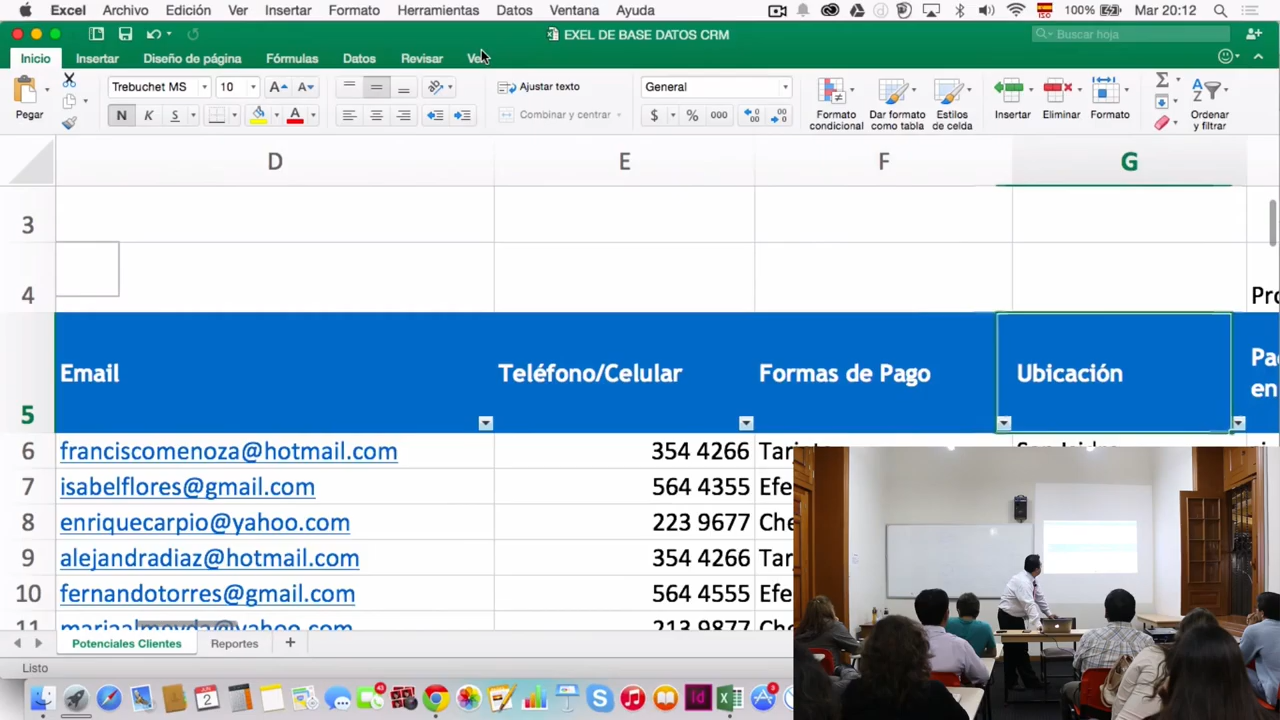 Excel Archivo Edición Ver Insertar Formato Herramientas Datos Ventana Ayuda 100% Mar 20:12
EXEL DE BASE DATOS CRM
Buscar hoja
Inicio Insertar Diseño de página Fórmulas Datos Revisar
Pegar
Trebuchet MS 10
N K S
Ajustar texto
Combinar y centrar
General
$ % 000
Formato condicional
Dar formato como tabla
Estilos de celda
Insertar Eliminar Formato
Ordenar y filtrar
D E F G
3
4
5 Email Teléfono/Celular Formas de Pago Ubicación
6 franciscomenoza@hotmail.com 354 4266
7 isabelflores@gmail.com 564 4355
8 enriquecarpio@yahoo.com 223 9677
9 alejandradiaz@hotmail.com 354 4266
10 fernandotorres@gmail.com 564 4555
Potenciales Clientes Reportes +
Listo